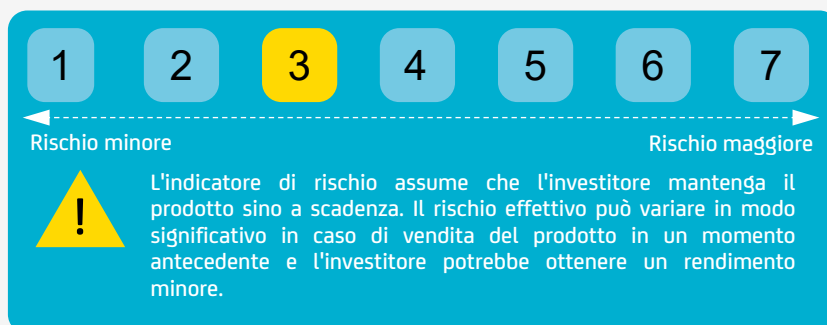 1 2 3 4 5 6 7
Rischio minore Rischio maggiore
L'indicatore di rischio assume che l'investitore mantenga il
prodotto sino a scadenza. Il rischio effettivo può variare in modo
significativo in caso di vendita del prodotto in un momento
antecedente e l'investitore potrebbe ottenere un rendimento
minore.
!